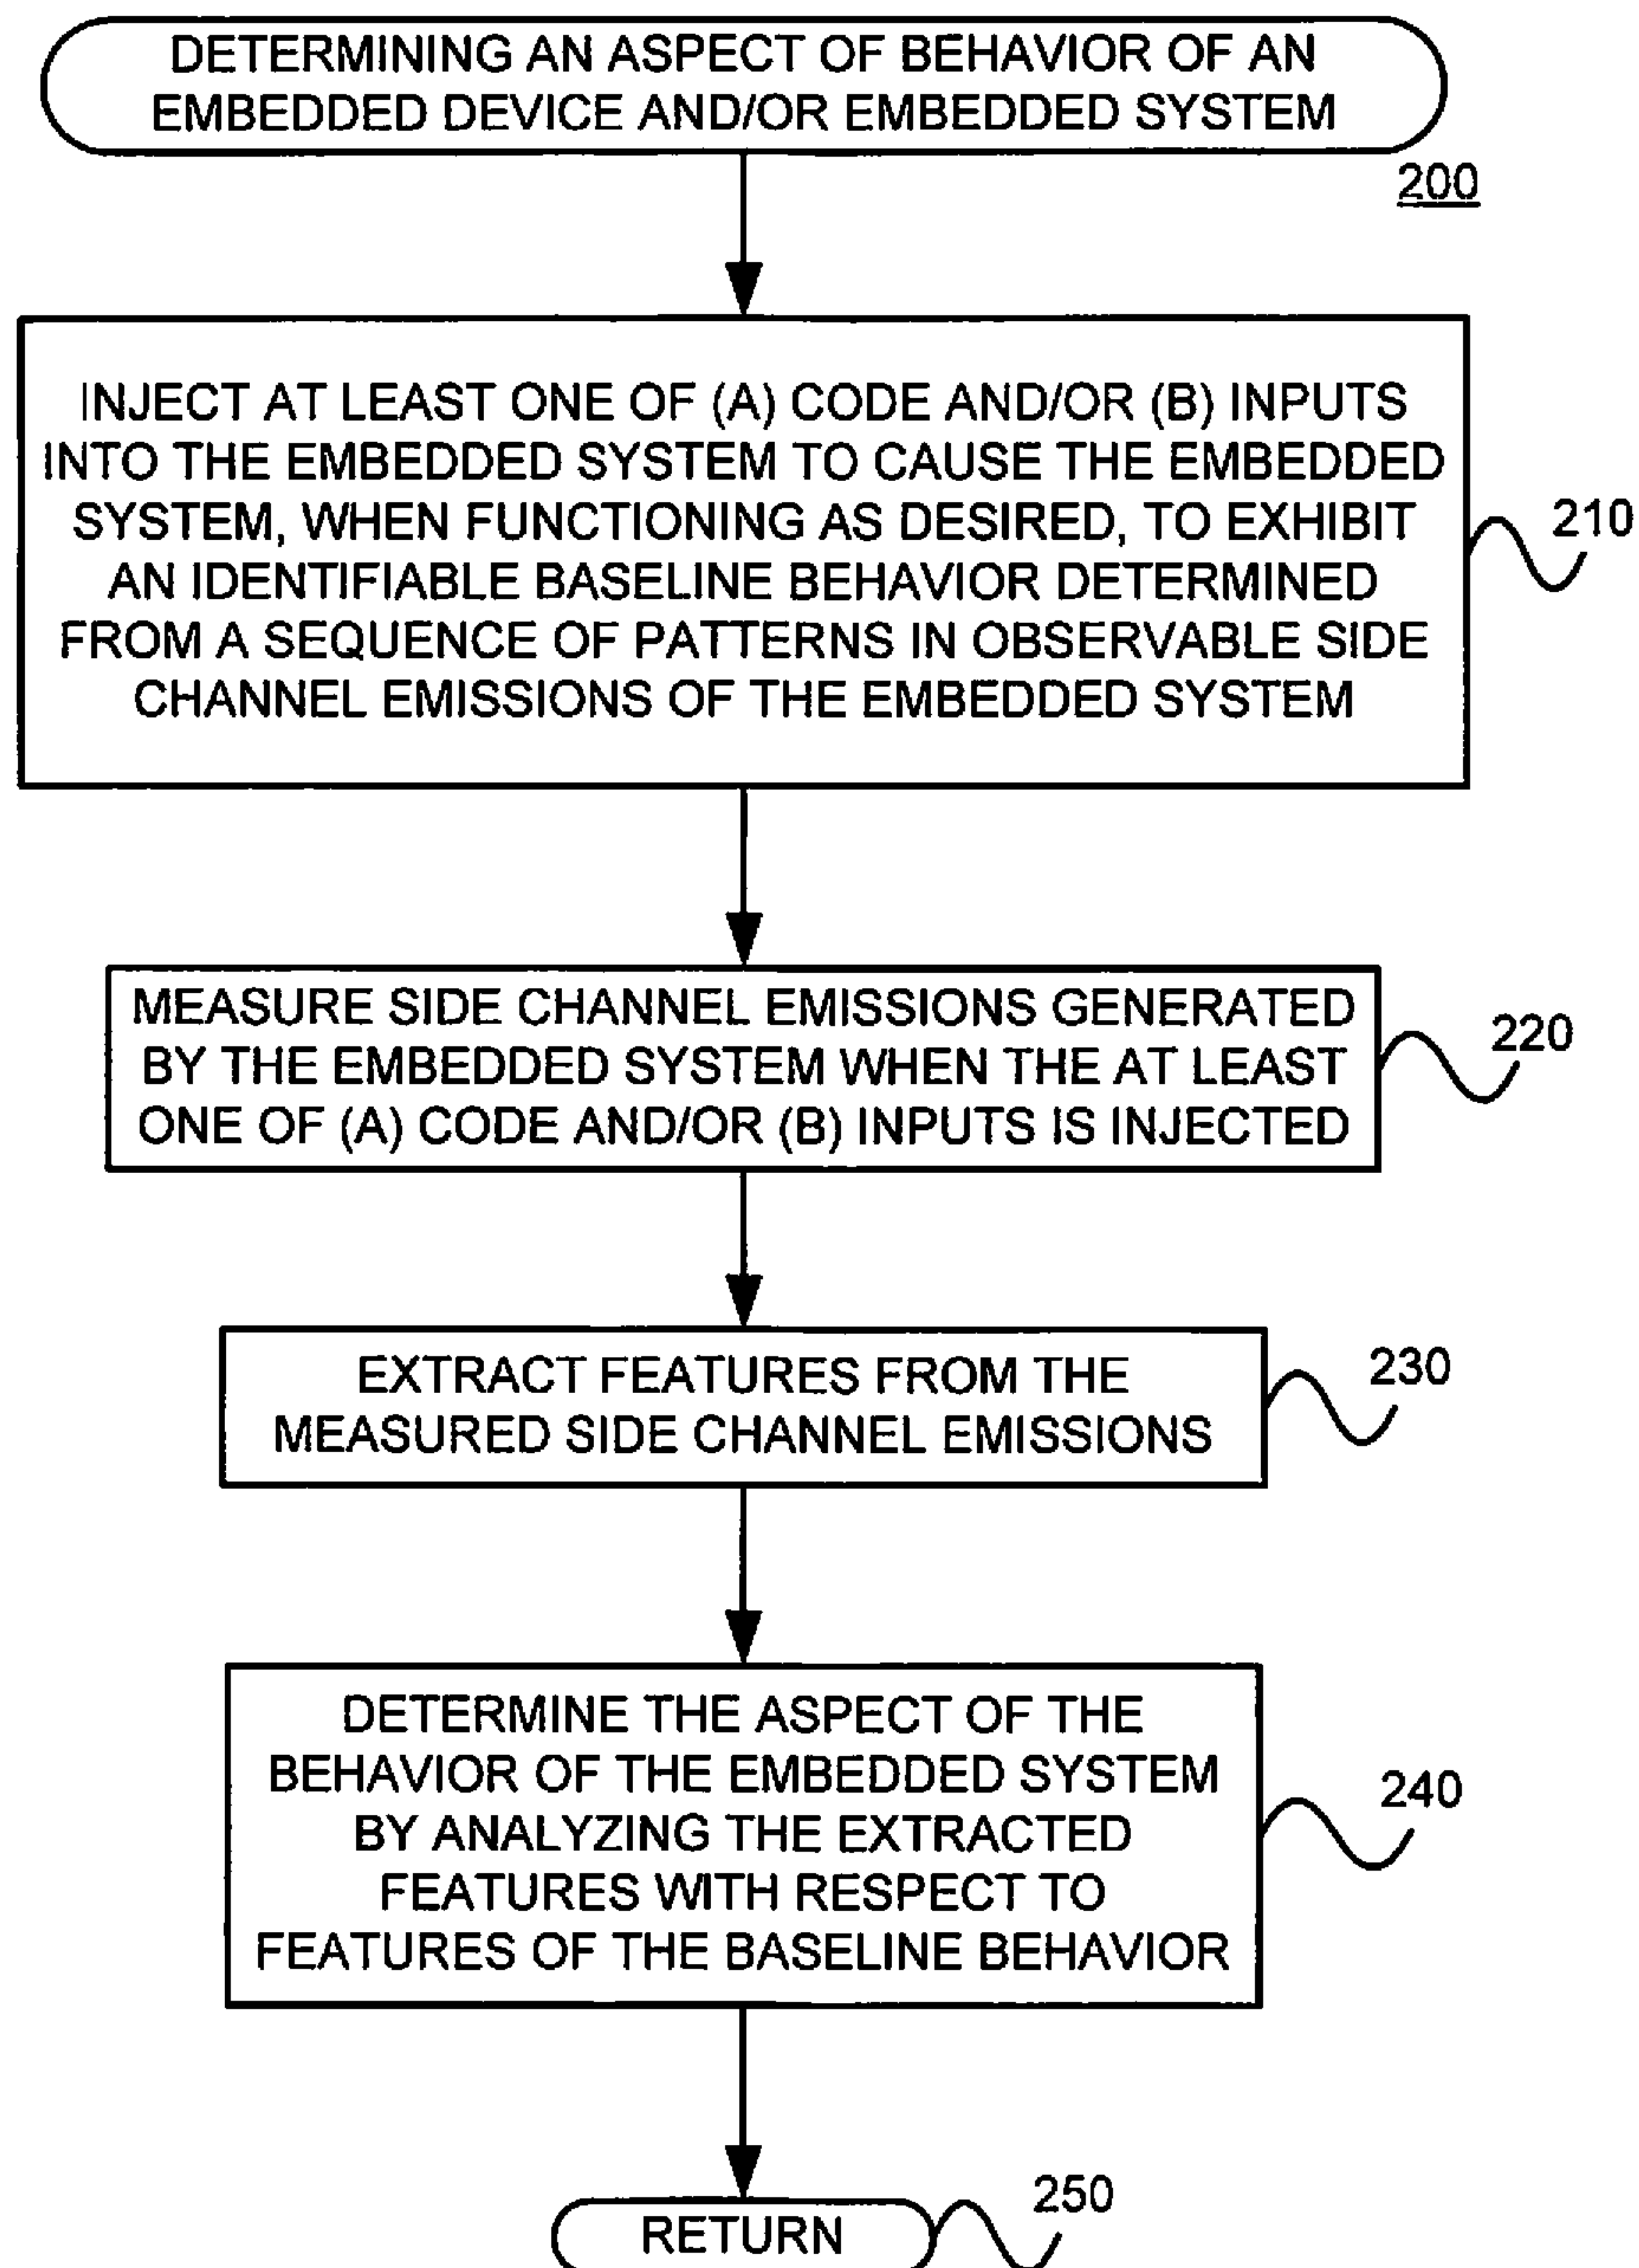 DETERMINING AN ASPECT OF BEHAVIOR OF AN
EMBEDDED DEVICE AND/OR EMBEDDED SYSTEM
200
INJECT AT LEAST ONE OF (A) CODE AND/OR (B) INPUTS
INTO THE EMBEDDED SYSTEM TO CAUSE THE EMBEDDED
SYSTEM, WHEN FUNCTIONING AS DESIRED, TO EXHIBIT
AN IDENTIFIABLE BASELINE BEHAVIOR DETERMINED
FROM A SEQUENCE OF PATTERNS IN OBSERVABLE SIDE
CHANNEL EMISSIONS OF THE EMBEDDED SYSTEM
210
MEASURE SIDE CHANNEL EMISSIONS GENERATED
BY THE EMBEDDED SYSTEM WHEN THE AT LEAST
ONE OF (A) CODE AND/OR (B) INPUTS IS INJECTED
220
EXTRACT FEATURES FROM THE
MEASURED SIDE CHANNEL EMISSIONS
230
DETERMINE THE ASPECT OF THE
BEHAVIOR OF THE EMBEDDED SYSTEM
BY ANALYZING THE EXTRACTED
FEATURES WITH RESPECT TO
FEATURES OF THE BASELINE BEHAVIOR
240
RETURN
250